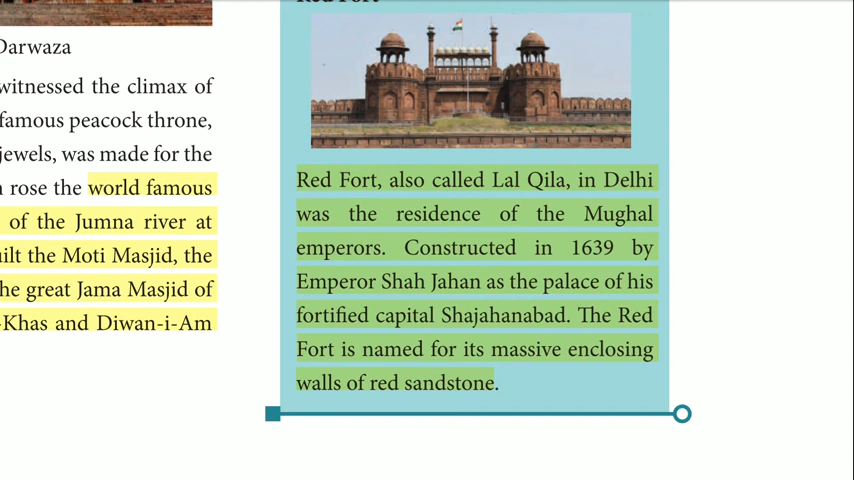 Darwaza
witnessed the climax of
famous peacock throne,
jewels, was made for the
rose the world famous
of the Jumna river at
built the Moti Masjid, the
the great Jama Masjid of
-Khas and Diwan-i-Am
Red Fort
Red Fort, also called Lal Qila, in Delhi
was the residence of the Mughal
emperors. Constructed in 1639 by
Emperor Shah Jahan as the palace of his
fortified capital Shajahanabad. The Red
Fort is named for its massive enclosing
walls of red sandstone.